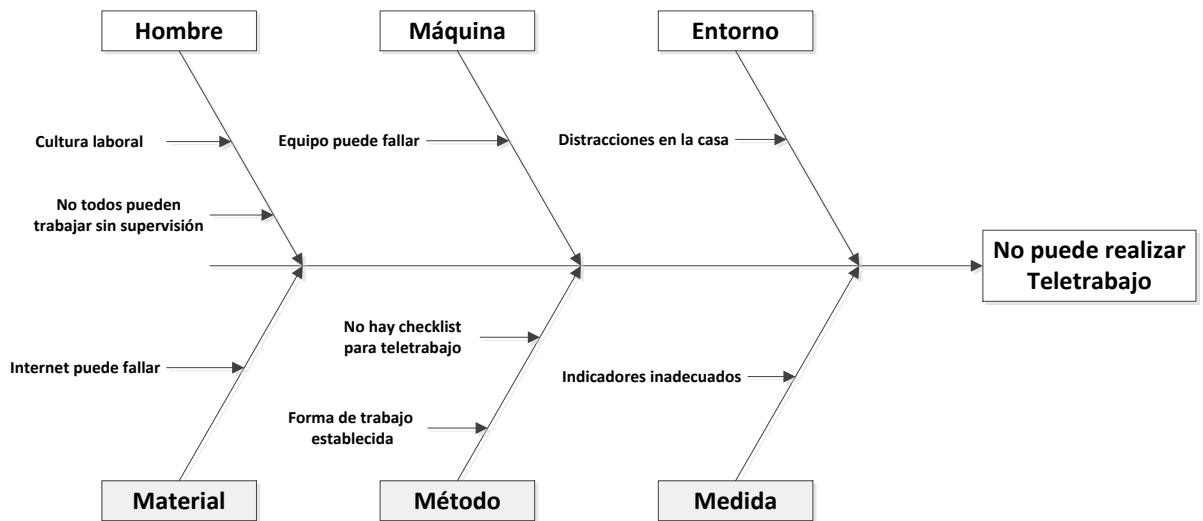 Hombre
Máquina
Entorno
Cultura laboral
Equipo puede fallar
Distracciones en la casa
No todos pueden
trabajar sin supervisión
No puede realizar
Teletrabajo
No hay checklist
para teletrabajo
Internet puede fallar
Indicadores inadecuados
Forma de trabajo
establecida
Material
Método
Medida